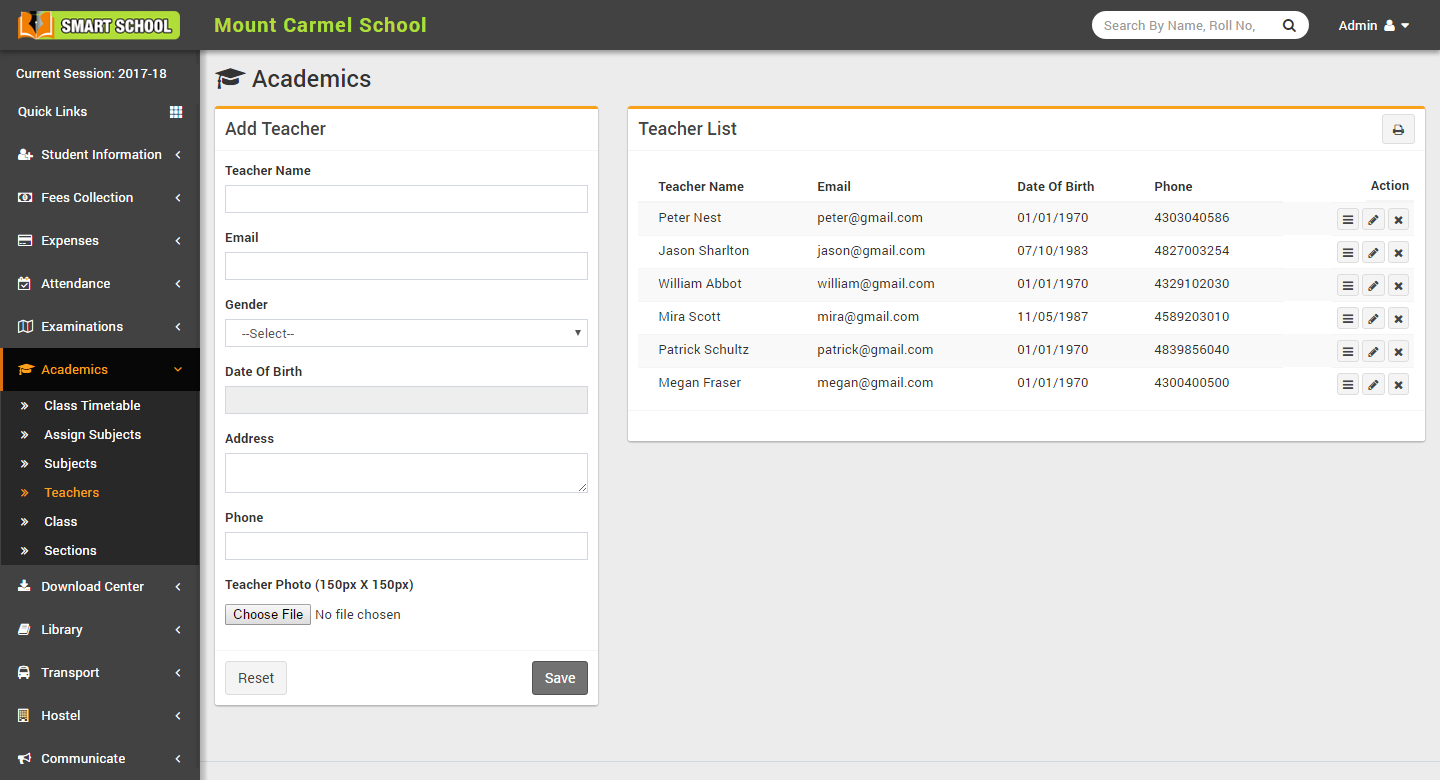 SMART SCHOOL
Mount Carmel School
Search By Name, Roll No,
Admin
Current Session: 2017-18
Quick Links
Student Information
Fees Collection
Expenses
Attendance
Examinations
Academics
Class Timetable
Assign Subjects
Subjects
Teachers
Class
Sections
Download Center
Library
Transport
Hostel
Communicate
Academics
Add Teacher
Teacher Name
Email
Gender
--Select--
Date Of Birth
Address
Phone
Teacher Photo (150px X 150px)
Choose File No file chosen
Reset Save
Teacher List
Teacher Name Email Date Of Birth Phone Action
Peter Nest peter@gmail.com 01/01/1970 4303040586
Jason Sharlton jason@gmail.com 07/10/1983 4827003254
William Abbot william@gmail.com 01/01/1970 4329102030
Mira Scott mira@gmail.com 11/05/1987 4589203010
Patrick Schultz patrick@gmail.com 01/01/1970 4839856040
Megan Fraser megan@gmail.com 01/01/1970 4300400500